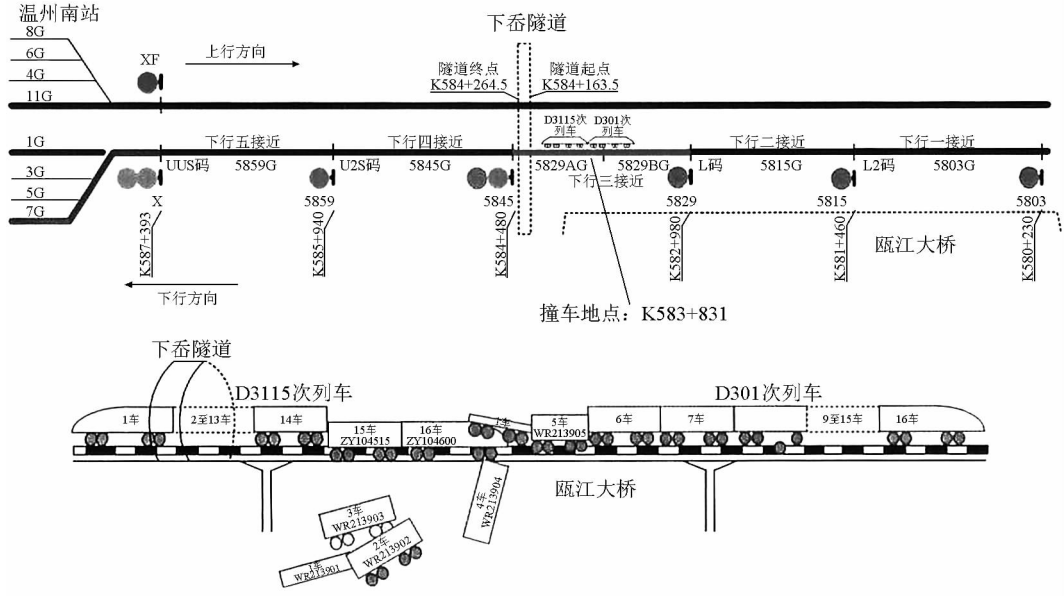 温州南站
下岙隧道
8G
6G
4G
11G
XF
上行方向
隧道终点
K584+264.5
隧道起点
K584+163.5
D3115次
列车
D301次
列车
1G
3G
5G
7G
下行五接近
下行四接近
下行二接近
下行一接近
UUS码
5859G
U2S码
5845G
5829AG
5829BG
下行三接近
L码
5815G
L2码
5803G
X
5859
5845
5829
5815
5803
K587+393
K585+940
K584+480
K582+980
K581+460
K580+230
瓯江大桥
下行方向
撞车地点：K583+831
下岙隧道
D3115次列车
D301次列车
1车
2至13车
14车
15车
ZY104515
16车
ZY104600
1车
5车
WR213905
6车
7车
9至15车
16车
瓯江大桥
4车
WR213904
3车
WR213903
2车
WR213902
1车
WR213901